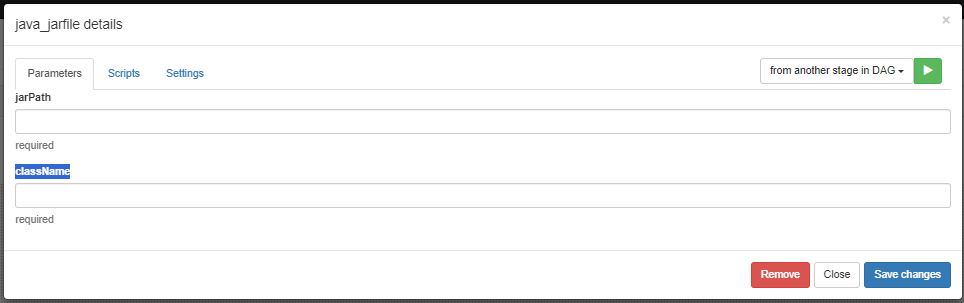 java_jarfile details
×
Parameters Scripts Settings from another stage in DAG
jarPath
required
className
required
Remove Close Save changes